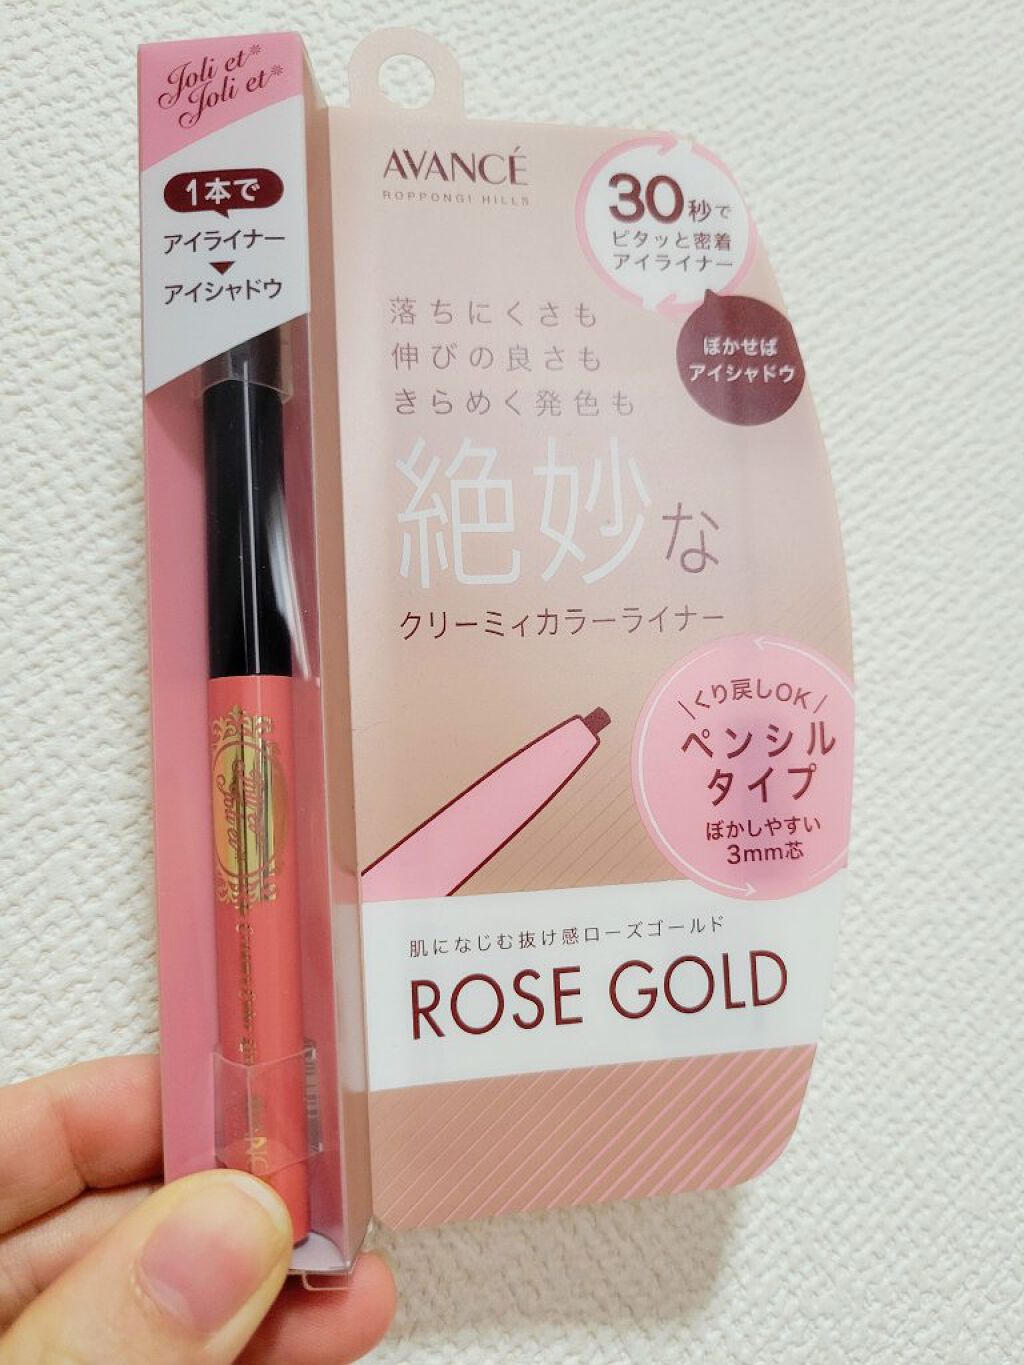 Joli et
Joli et
1本で
アイライナー
アイシャドウ
AVANCÉ
ROPPONGI HILLS
30秒で
ピタッと密着
アイライナー
ぼかせば
アイシャドウ
落ちにくさも
伸びの良さも
きらめく発色も
絶妙な
クリーミィカラーライナー
くり戻しOK
ペンシル
タイプ
ぼかしやすい
3mm芯
肌になじむ抜け感ローズゴールド
ROSE GOLD